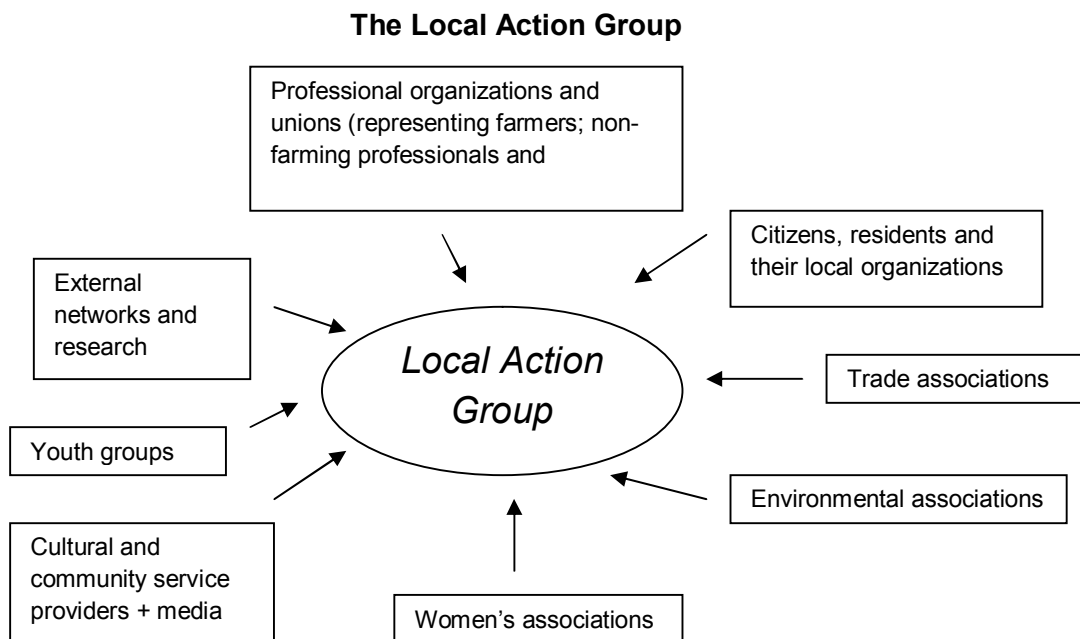 The Local Action Group
Professional organizations and
unions (representing farmers; non-
farming professionals and
Citizens, residents and
their local organizations
External
networks and
research
Local Action
Group
Trade associations
Youth groups
Environmental associations
Cultural and
community service
providers + media
Women’s associations